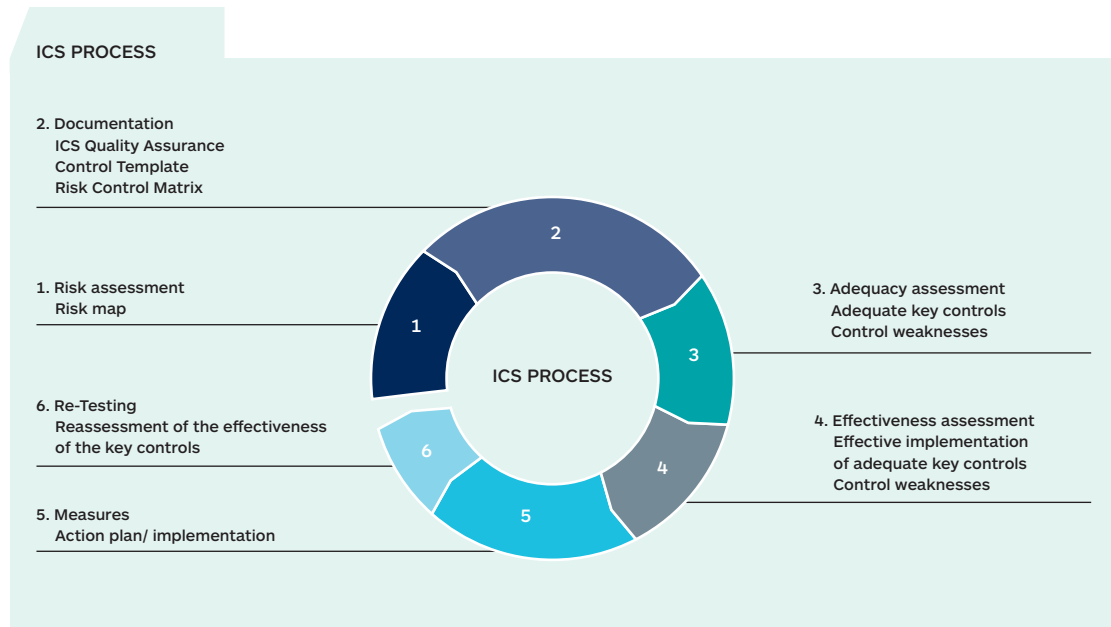 ICS PROCESS
2. Documentation
ICS Quality Assurance
Control Template
Risk Control Matrix
1. Risk assessment
Risk map
6. Re-Testing
Reassessment of the effectiveness
of the key controls
5. Measures
Action plan/ implementation
2
1
3
ICS PROCESS
6
4
5
3. Adequacy assessment
Adequate key controls
Control weaknesses
4. Effectiveness assessment
Effective implementation
of adequate key controls
Control weaknesses